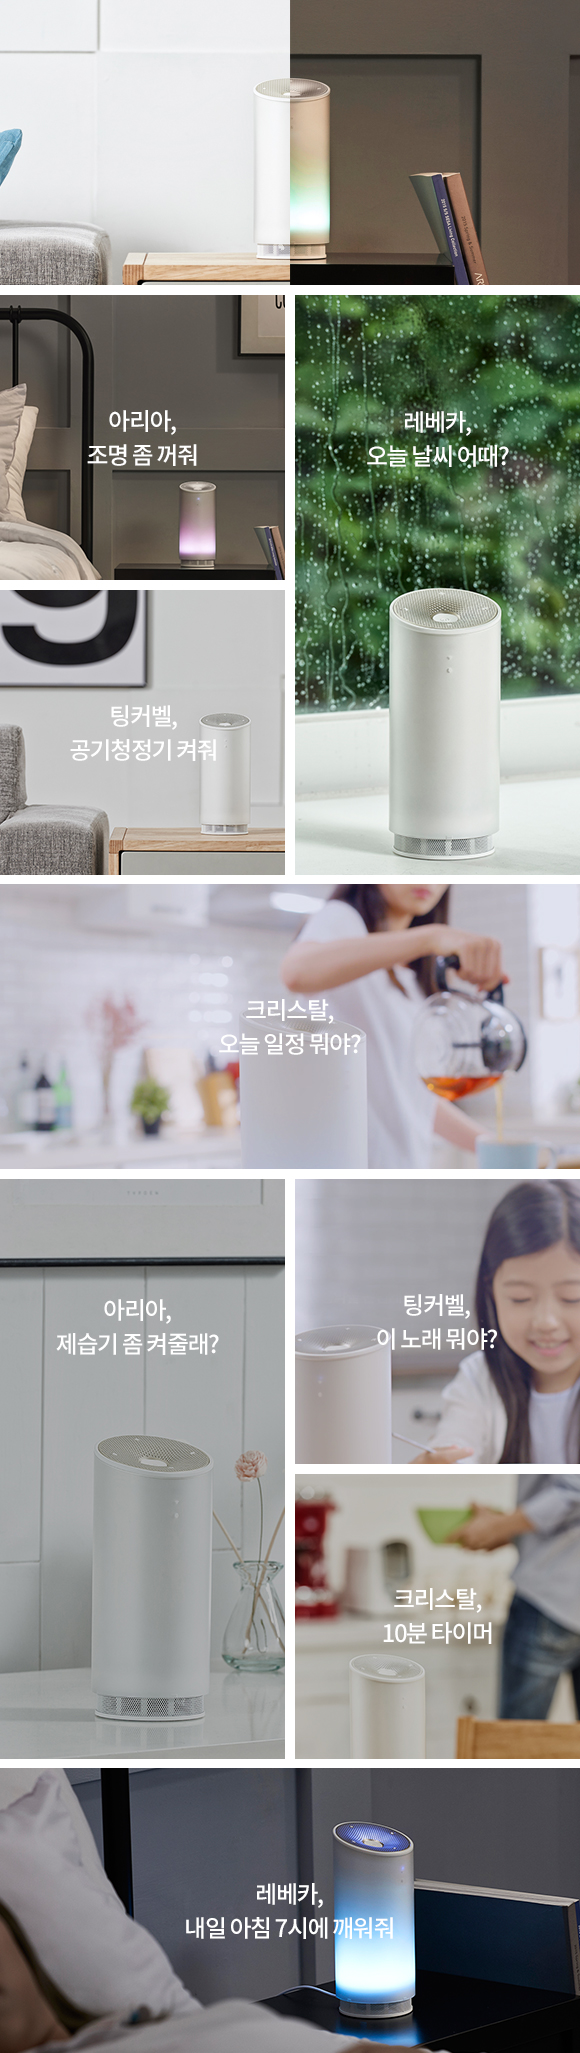 아리아,
조명 좀 꺼줘
레베카,
오늘 날씨 어때?
팅커벨,
공기청정기 켜줘
크리스탈,
오늘 일정 뭐야?
아리아,
제습기 좀 켜줄래?
팅커벨,
이 노래 뭐야?
크리스탈,
10분 타이머
레베카,
내일 아침 7시에 깨워줘